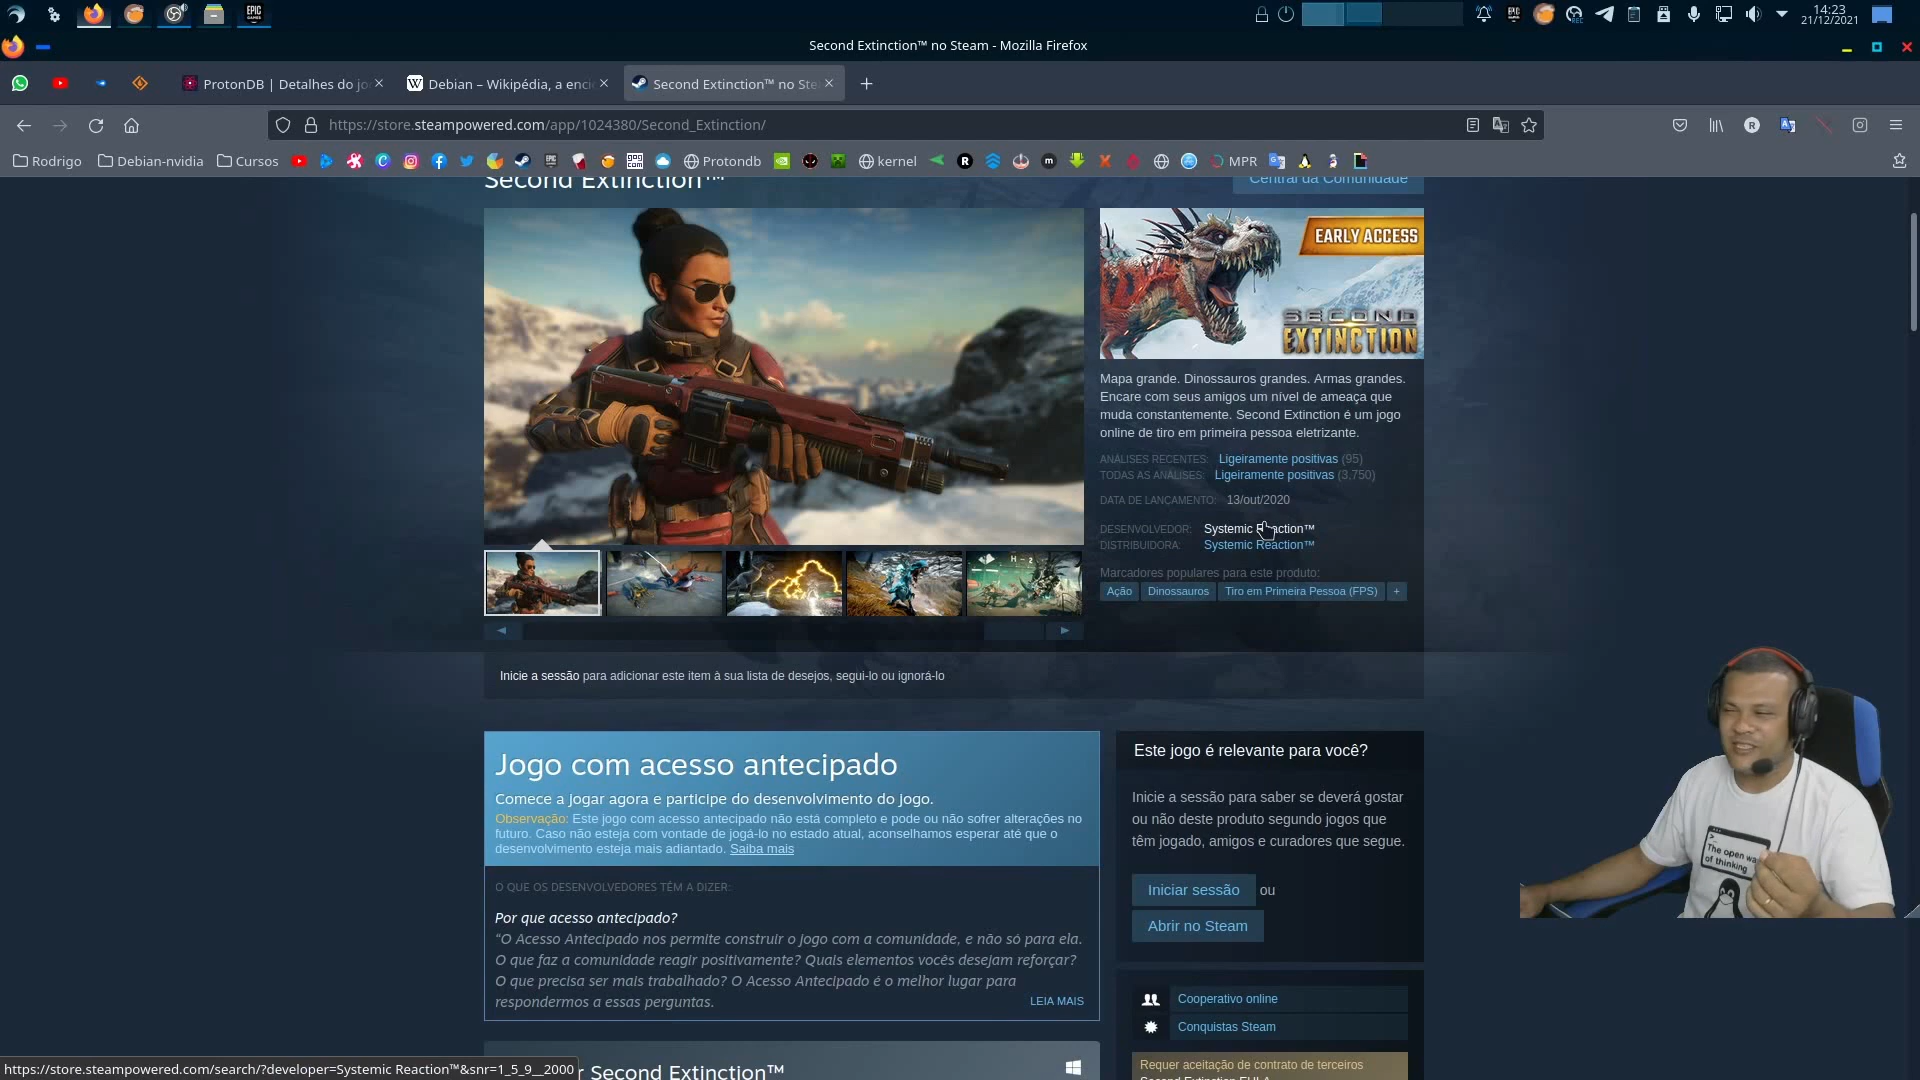 EPIC GAMES
REC
EPIC GAMES
14:23
21/12/2021
Second Extinction™ no Steam - Mozilla Firefox
ProtonDB | Detalhes do jo
Debian – Wikipédia, a enci
Second Extinction™ no Ste
https://store.steampowered.com/app/1024380/Second_Extinction/
Rodrigo
Debian-nvidia
Cursos
Protondb
kernel
MPR
Second Extinction™
Central da Comunidade
EARLY ACCESS
SECOND
EXTINCTION
Mapa grande. Dinossauros grandes. Armas grandes.
Encare com seus amigos um nível de ameaça que
muda constantemente. Second Extinction é um jogo
online de tiro em primeira pessoa eletrizante.
ANÁLISES RECENTES: Ligeiramente positivas (95)
TODAS AS ANÁLISES: Ligeiramente positivas (3,750)
DATA DE LANÇAMENTO: 13/out/2020
DESENVOLVEDOR: Systemic Reaction™
DISTRIBUIDORA: Systemic Reaction™
Marcadores populares para este produto:
Ação Dinossauros Tiro em Primeira Pessoa (FPS) +
Inicie a sessão para adicionar este item à sua lista de desejos, segui-lo ou ignorá-lo
Jogo com acesso antecipado
Comece a jogar agora e participe do desenvolvimento do jogo.
Observação: Este jogo com acesso antecipado não está completo e pode ou não sofrer alterações no
futuro. Caso não esteja com vontade de jogá-lo no estado atual, aconselhamos esperar até que o
desenvolvimento esteja mais adiantado. Saiba mais
O QUE OS DESENVOLVEDORES TÊM A DIZER:
Por que acesso antecipado?
“O Acesso Antecipado nos permite construir o jogo com a comunidade, e não só para ela.
O que faz a comunidade reagir positivamente? Quais elementos vocês desejam reforçar?
O que precisa ser mais trabalhado? O Acesso Antecipado é o melhor lugar para
respondermos a essas perguntas.
LEIA MAIS
Este jogo é relevante para você?
Inicie a sessão para saber se deverá gostar
ou não deste produto segundo jogos que
têm jogado, amigos e curadores que segue.
Iniciar sessão ou
Abrir no Steam
The open way
of thinking
Cooperativo online
Conquistas Steam
Requer aceitação de contrato de terceiros
Second Extinction EULA
r Second Extinction™
https://store.steampowered.com/search/?developer=Systemic Reaction™&snr=1_5_9__2000